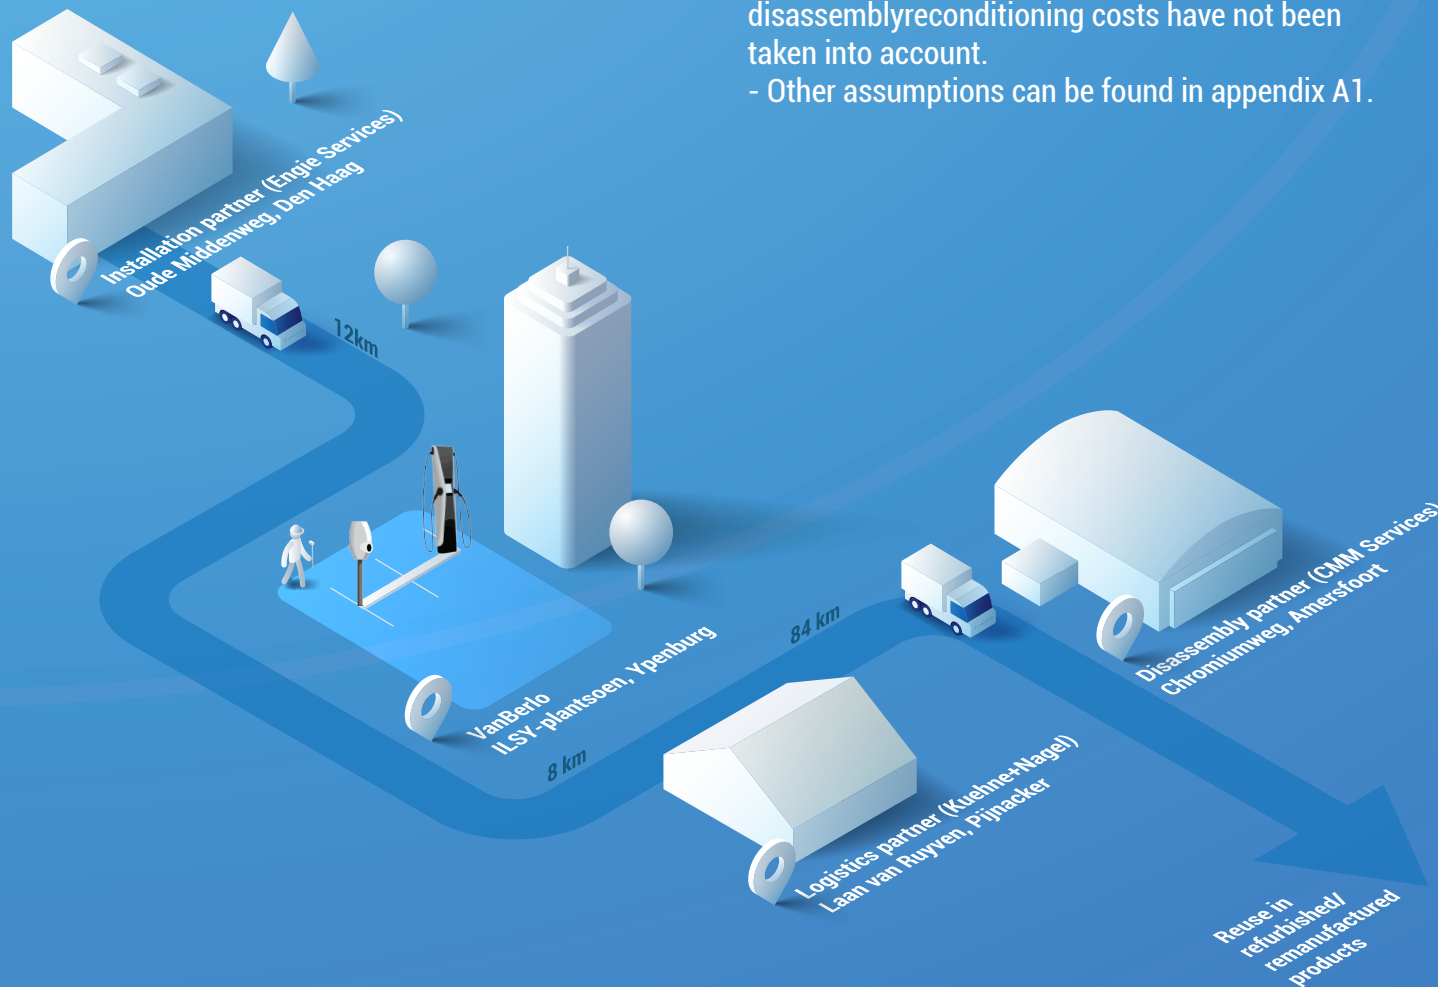 disassemblyreconditioning costs have not been
taken into account.
- Other assumptions can be found in appendix A1.
Installation partner (Engie Services)
Oude Middenweg, Den Haag
12km
VanBerlo
ILSY-plantsoen, Ypenburg
8 km
84 km
Logistics partner (Kuehne+Nagel)
Laan van Ruyven, Pijnacker
Disassembly partner (CMM Services)
Chromiumweg, Amersfoort
Reuse in
refurbished/
remanufactured
products